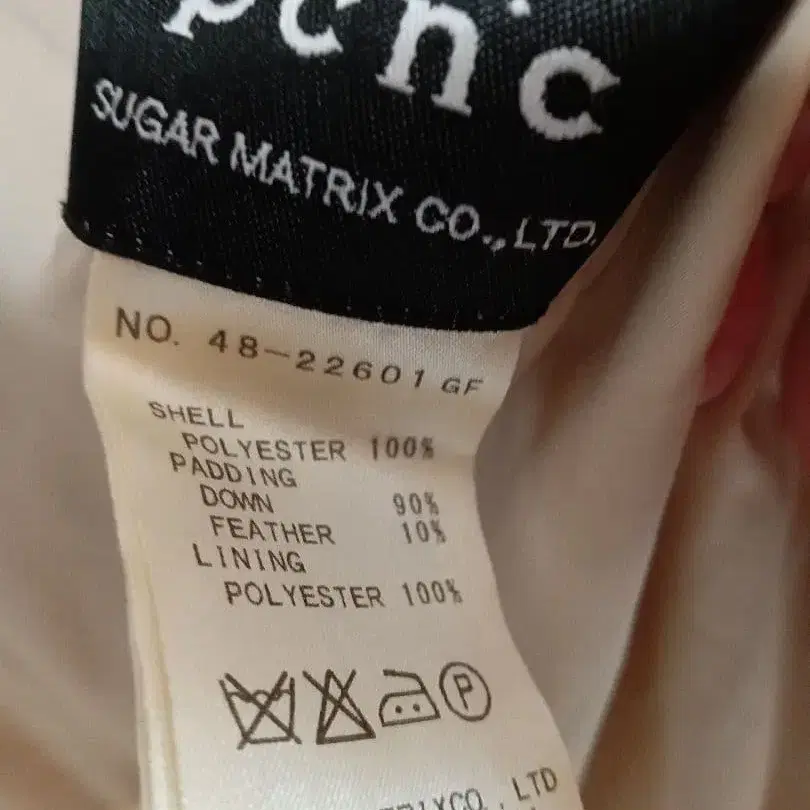 SUGAR MATRIX CO., LTD.
NO. 48-22601 GF
SHELL
POLYESTER 100%
PADDING
DOWN 90%
FEATHER 10%
LINING
POLYESTER 100%
P
LTD